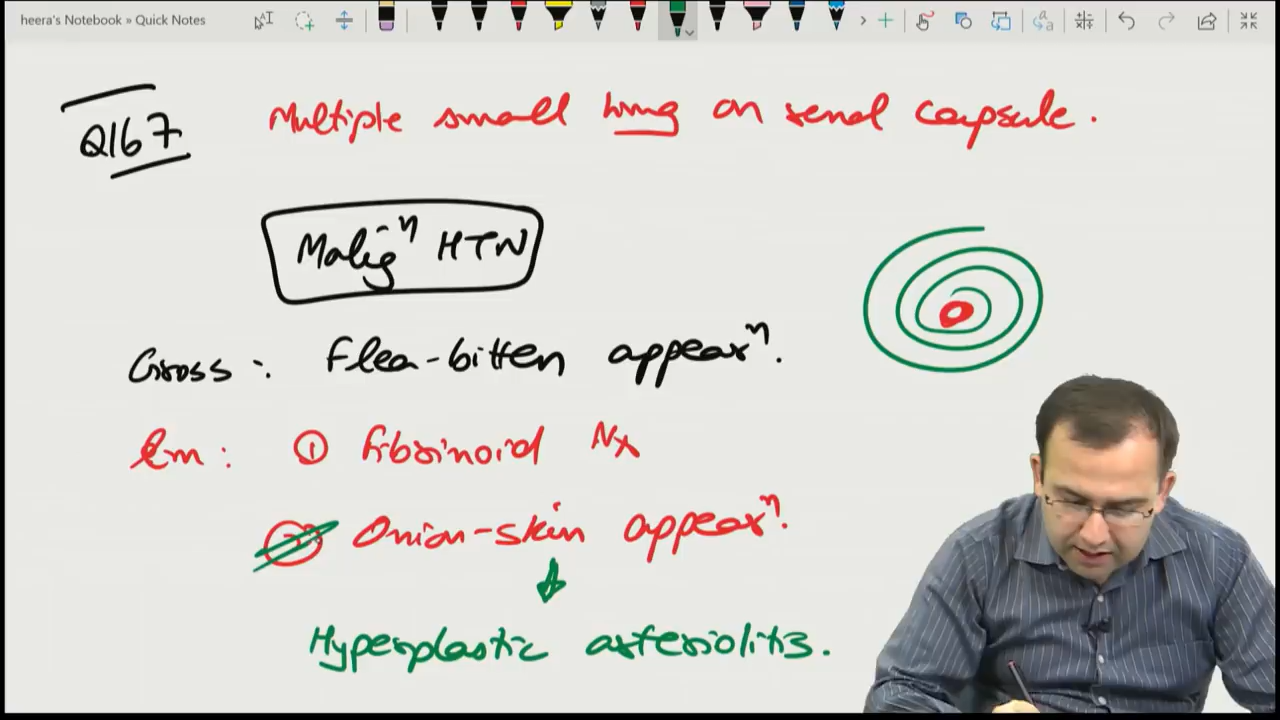 heera's Notebook » Quick Notes
Q167
Multiple small hmg on renal capsule.
Maligⁿ HTN
Gross: Flea-bitten appearⁿ.
Lm: ① fibrinoid Nx
② Onion-skin appearⁿ.
Hyperplastic arteriolitis.